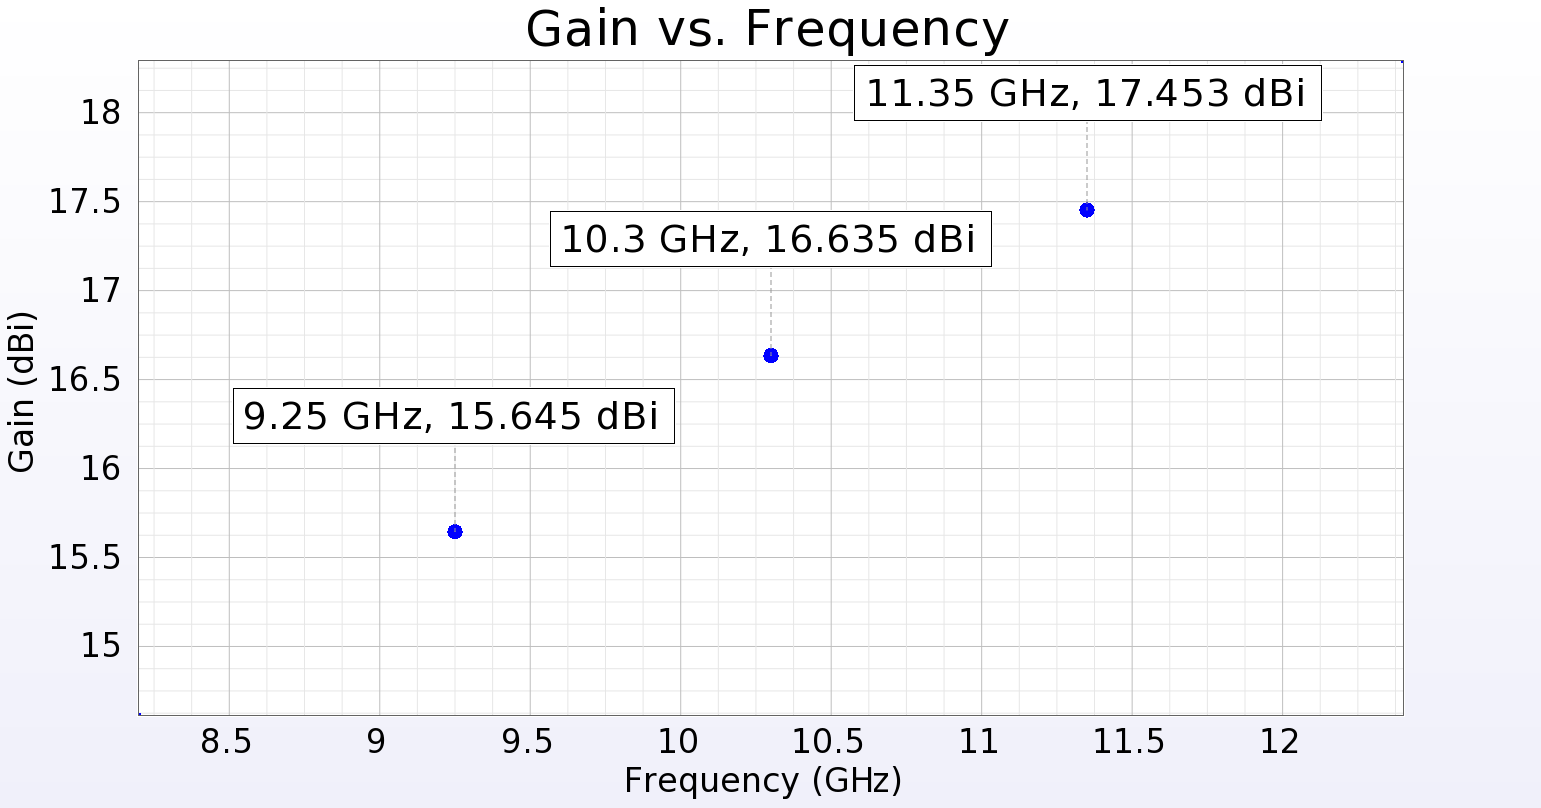 Gain vs. Frequency
11.35 GHz, 17.453 dBi
10.3 GHz, 16.635 dBi
9.25 GHz, 15.645 dBi
Gain (dBi)
18
17.5
17
16.5
16
15.5
15
8.5 9 9.5 10 10.5 11 11.5 12
Frequency (GHz)